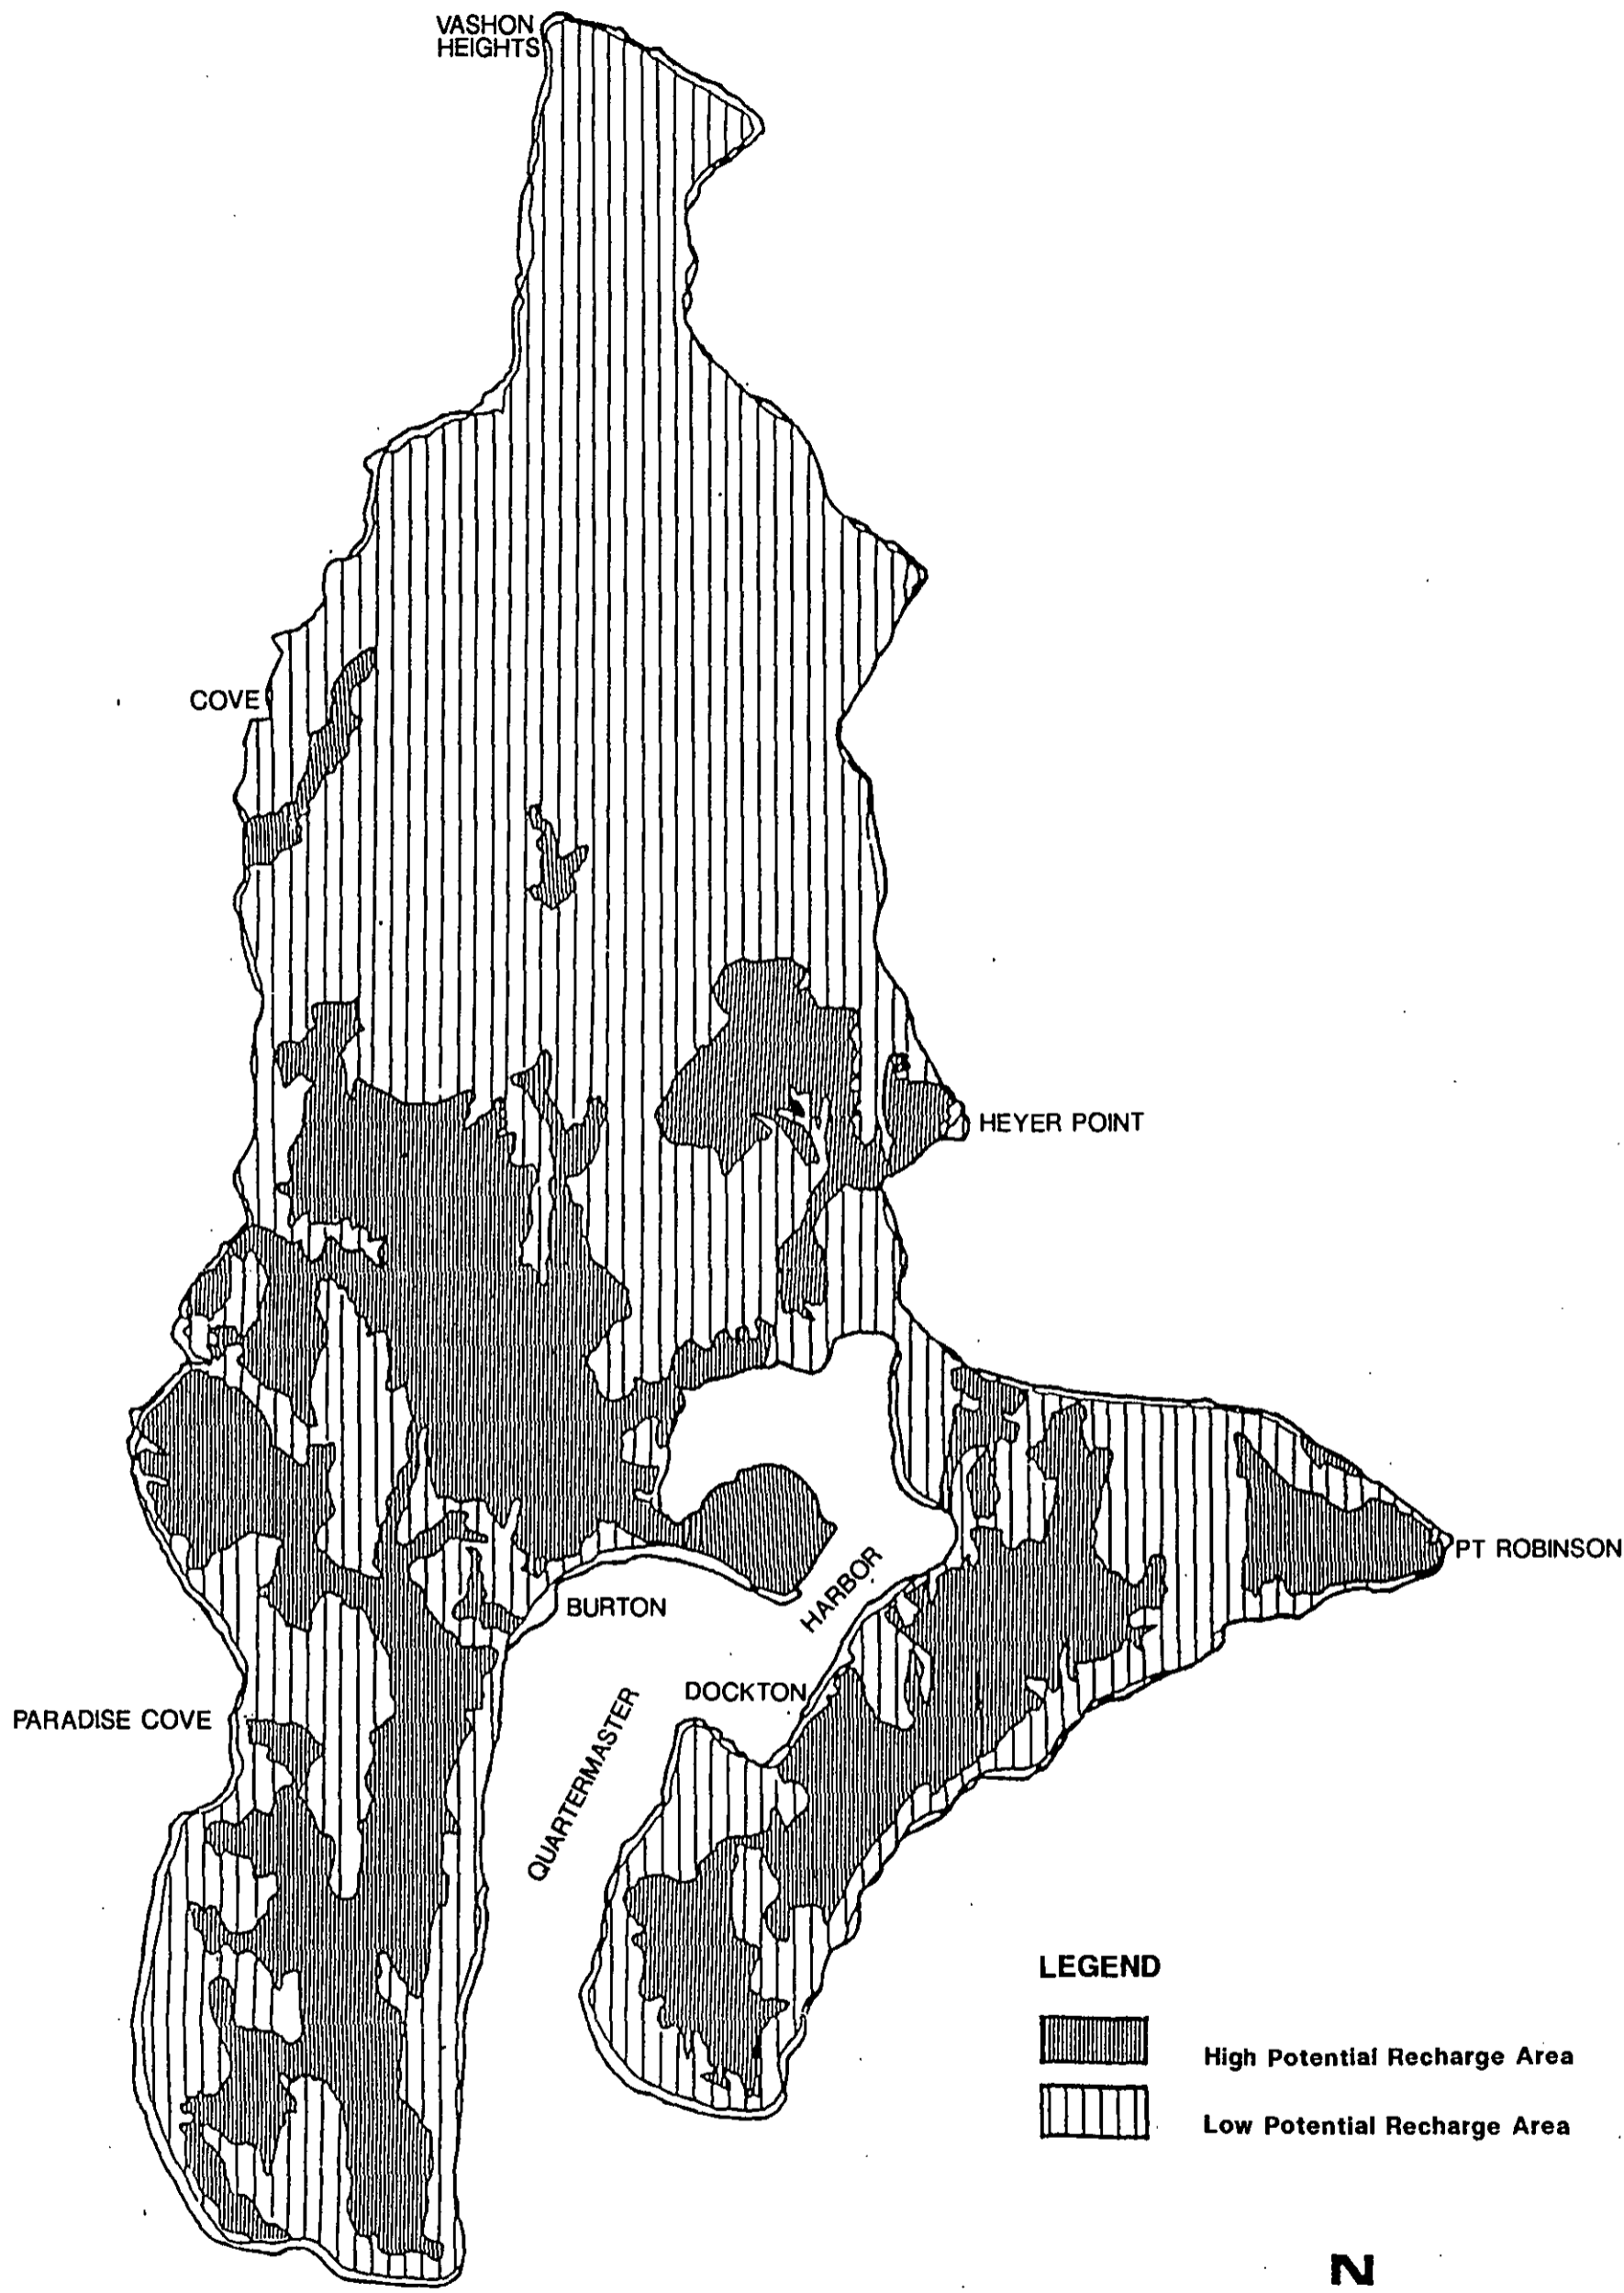 VASHON
HEIGHTS
COVE
HEYER POINT
PT ROBINSON
HARBOR
BURTON
DOCKTON
PARADISE COVE
QUARTERMASTER
LEGEND
High Potential Recharge Area
Low Potential Recharge Area
N